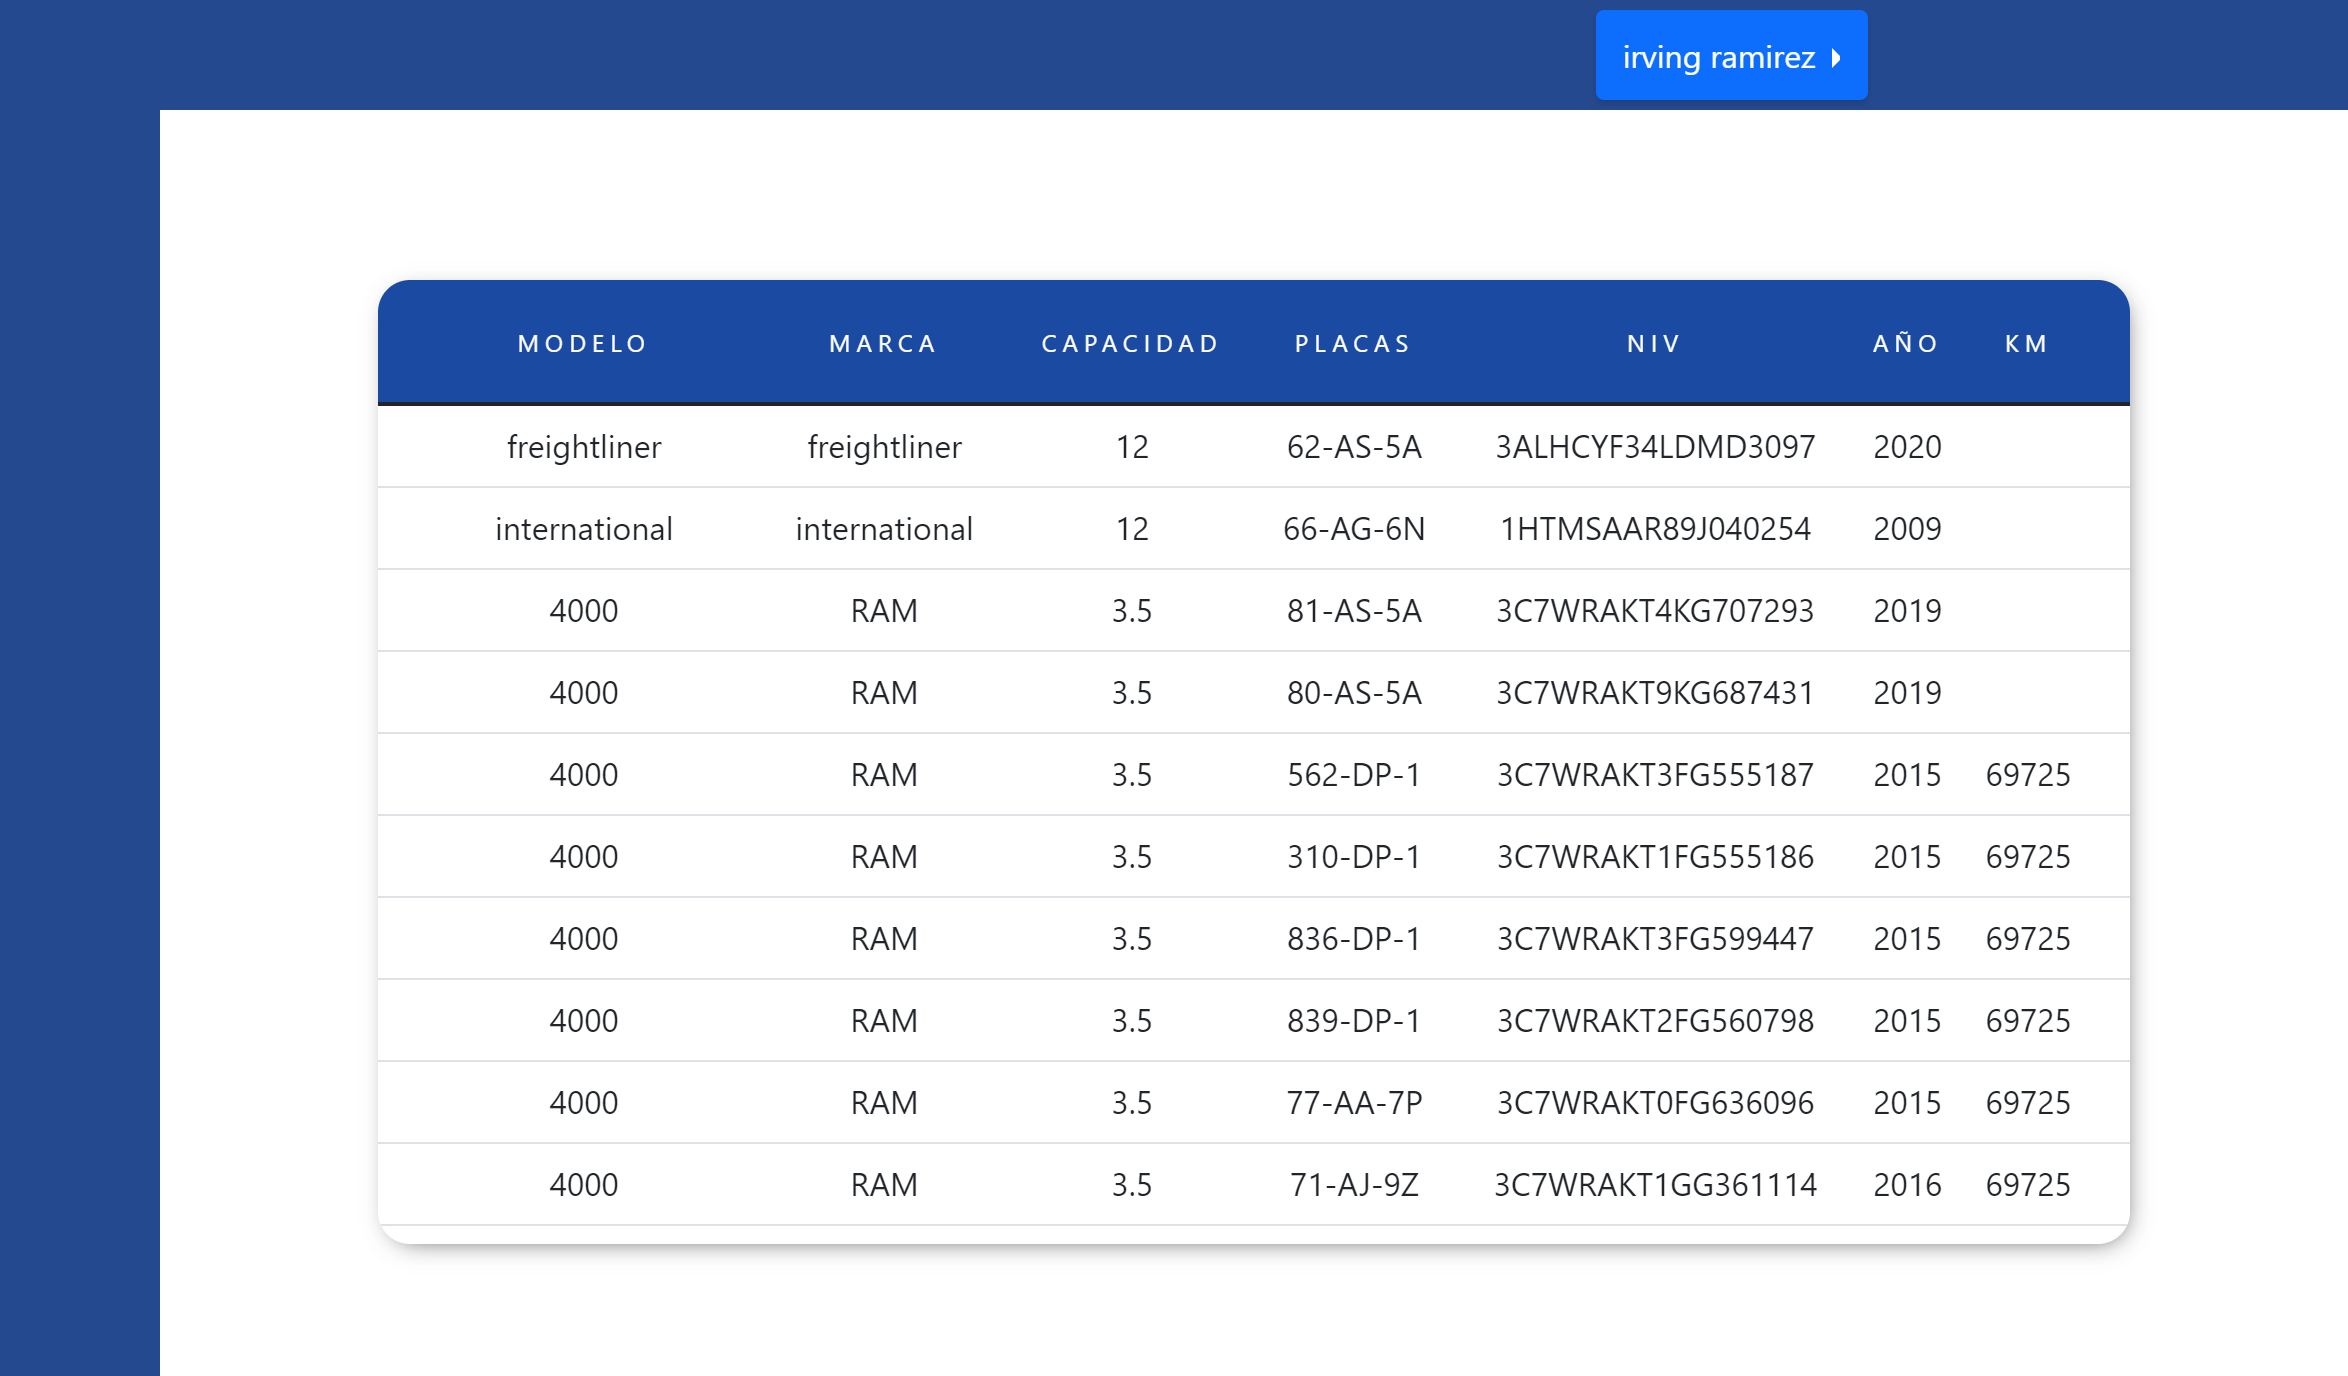 irving ramirez
MODELO MARCA CAPACIDAD PLACAS NIV AÑO KM
freightliner freightliner 12 62-AS-5A 3ALHCYF34LDMD3097 2020
international international 12 66-AG-6N 1HTMSAAR89J040254 2009
4000 RAM 3.5 81-AS-5A 3C7WRAKT4KG707293 2019
4000 RAM 3.5 80-AS-5A 3C7WRAKT9KG687431 2019
4000 RAM 3.5 562-DP-1 3C7WRAKT3FG555187 2015 69725
4000 RAM 3.5 310-DP-1 3C7WRAKT1FG555186 2015 69725
4000 RAM 3.5 836-DP-1 3C7WRAKT3FG599447 2015 69725
4000 RAM 3.5 839-DP-1 3C7WRAKT2FG560798 2015 69725
4000 RAM 3.5 77-AA-7P 3C7WRAKT0FG636096 2015 69725
4000 RAM 3.5 71-AJ-9Z 3C7WRAKT1GG361114 2016 69725